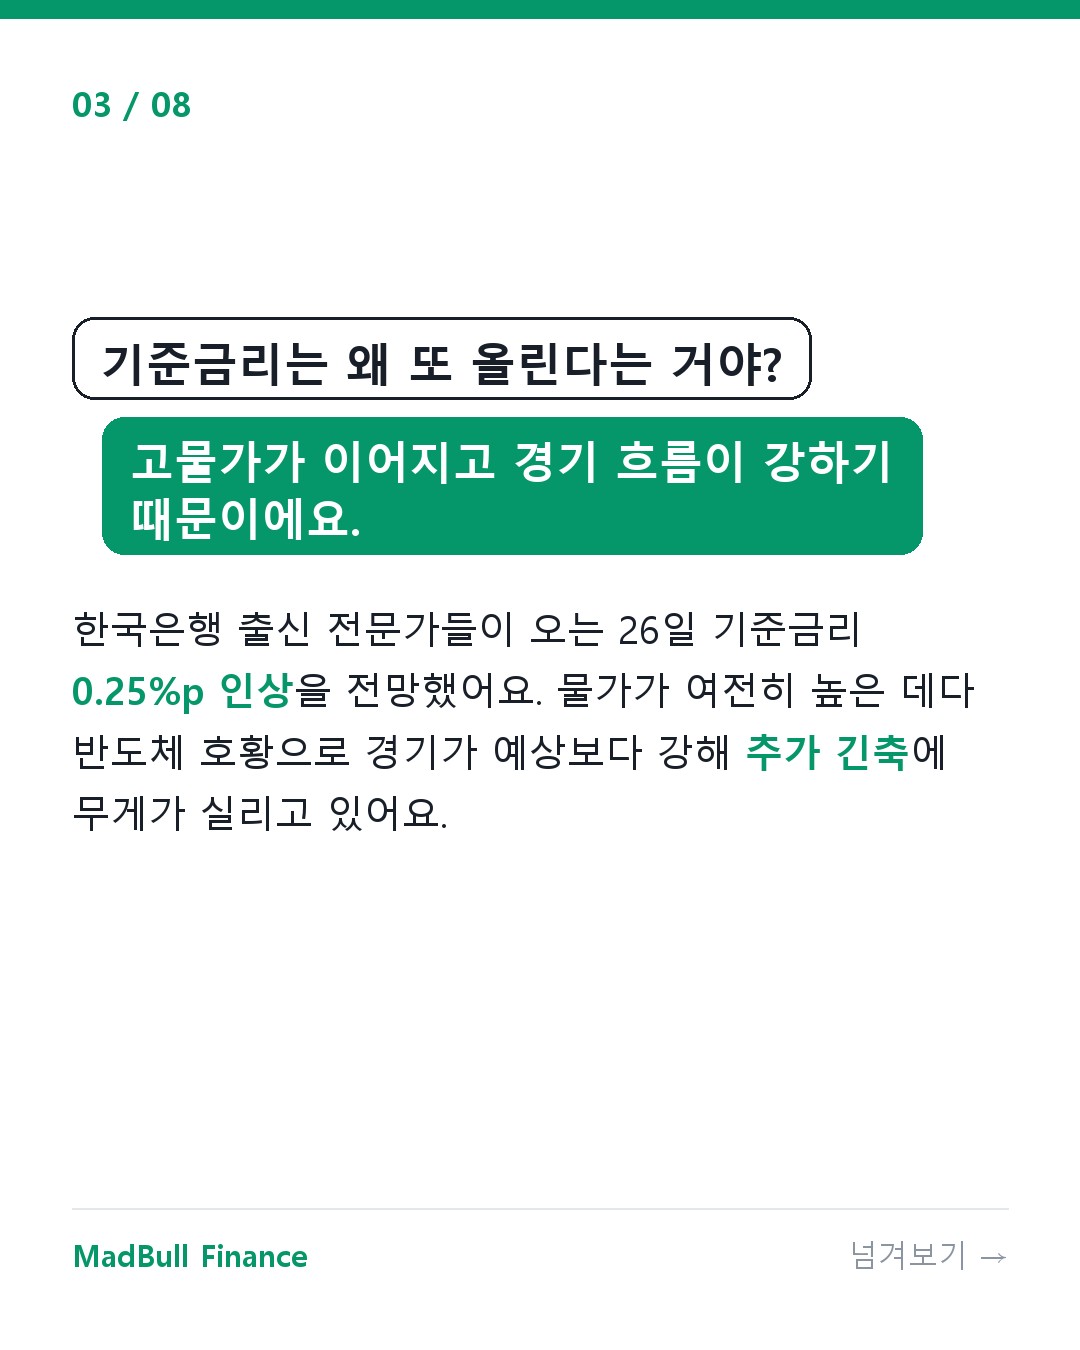 03 / 08
기준금리는 왜 또 올린다는 거야?
고물가가 이어지고 경기 흐름이 강하기
때문이에요.
한국은행 출신 전문가들이 오는 26일 기준금리
0.25%p 인상을 전망했어요. 물가가 여전히 높은 데다
반도체 호황으로 경기가 예상보다 강해 추가 긴축에
무게가 실리고 있어요.
MadBull Finance
넘겨보기 →